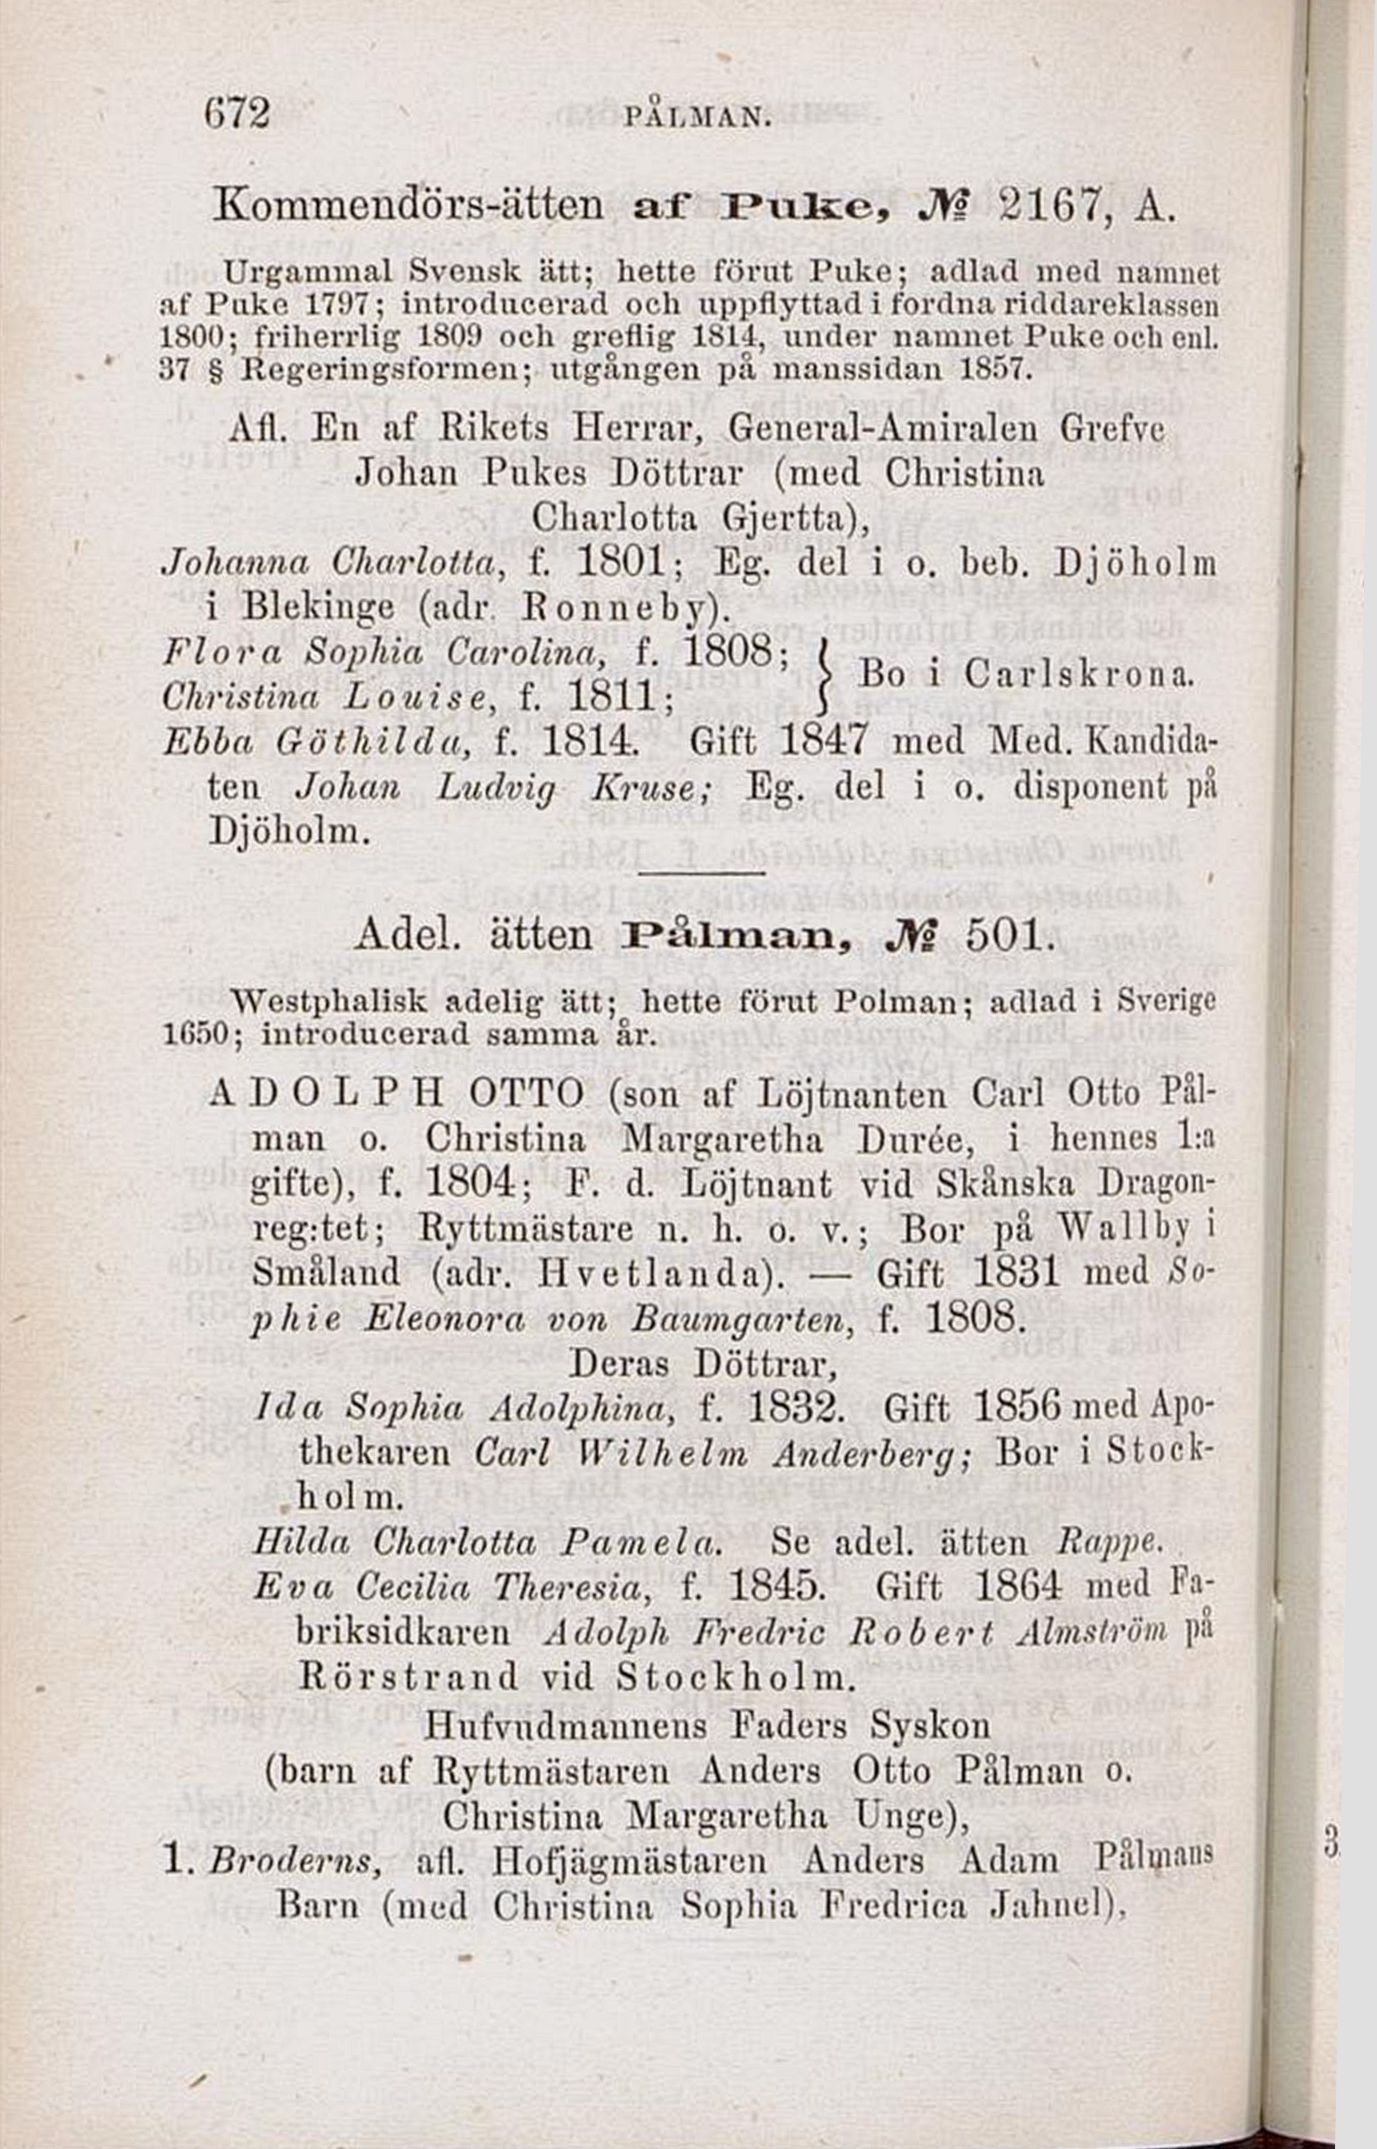 672
PÅLMAN.
Kommendörs-ätten af Puke, № 2167, A.
Urgammal Svensk ätt; hette förut Puke; adlad med namnet
af Puke 1797; introducerad och uppflyttad i fordna riddareklassen
1800; friherrlig 1809 och greflig 1814, under namnet Puke och enl.
37 § Regeringsformen; utgången på manssidan 1857.
Afl. En af Rikets Herrar, General-Amiralen Grefve
Johan Pukes Döttrar (med Christina
Charlotta Gjertta),
Johanna Charlotta, f. 1801; Eg. del i o. beb. Djöholm
i Blekinge (adr. Ronneby).
Flora Sophia Carolina, f. 1808; } Bo i Carlskrona.
Christina Louise, f. 1811;
Ebba Göthilda, f. 1814. Gift 1847 med Med. Kandida-
ten Johan Ludvig Kruse; Eg. del i o. disponent på
Djöholm.
Adel. ätten Pålman, № 501.
Westphalisk adelig ätt; hette förut Polman; adlad i Sverige
1650; introducerad samma år.
ADOLPH OTTO (son af Löjtnanten Carl Otto Pål-
man o. Christina Margaretha Durée, i hennes 1:a
gifte), f. 1804; F. d. Löjtnant vid Skånska Dragon-
reg:tet; Ryttmästare n. h. o. v.; Bor på Wallby i
Småland (adr. Hvetlanda). — Gift 1831 med So-
phie Eleonora von Baumgarten, f. 1808.
Deras Döttrar,
Ida Sophia Adolphina, f. 1832. Gift 1856 med Apo-
thekaren Carl Wilhelm Anderberg; Bor i Stock-
holm.
Hilda Charlotta Pamela. Se adel. ätten Rappe.
Eva Cecilia Theresia, f. 1845. Gift 1864 med Fa-
briksidkaren Adolph Fredric Robert Almström på
Rörstrand vid Stockholm.
Hufvudmannens Faders Syskon
(barn af Ryttmästaren Anders Otto Pålman o.
Christina Margaretha Unge),
1. Broderns, afl. Hofjägmästaren Anders Adam Pålmans
Barn (med Christina Sophia Fredrica Jahnel),
3